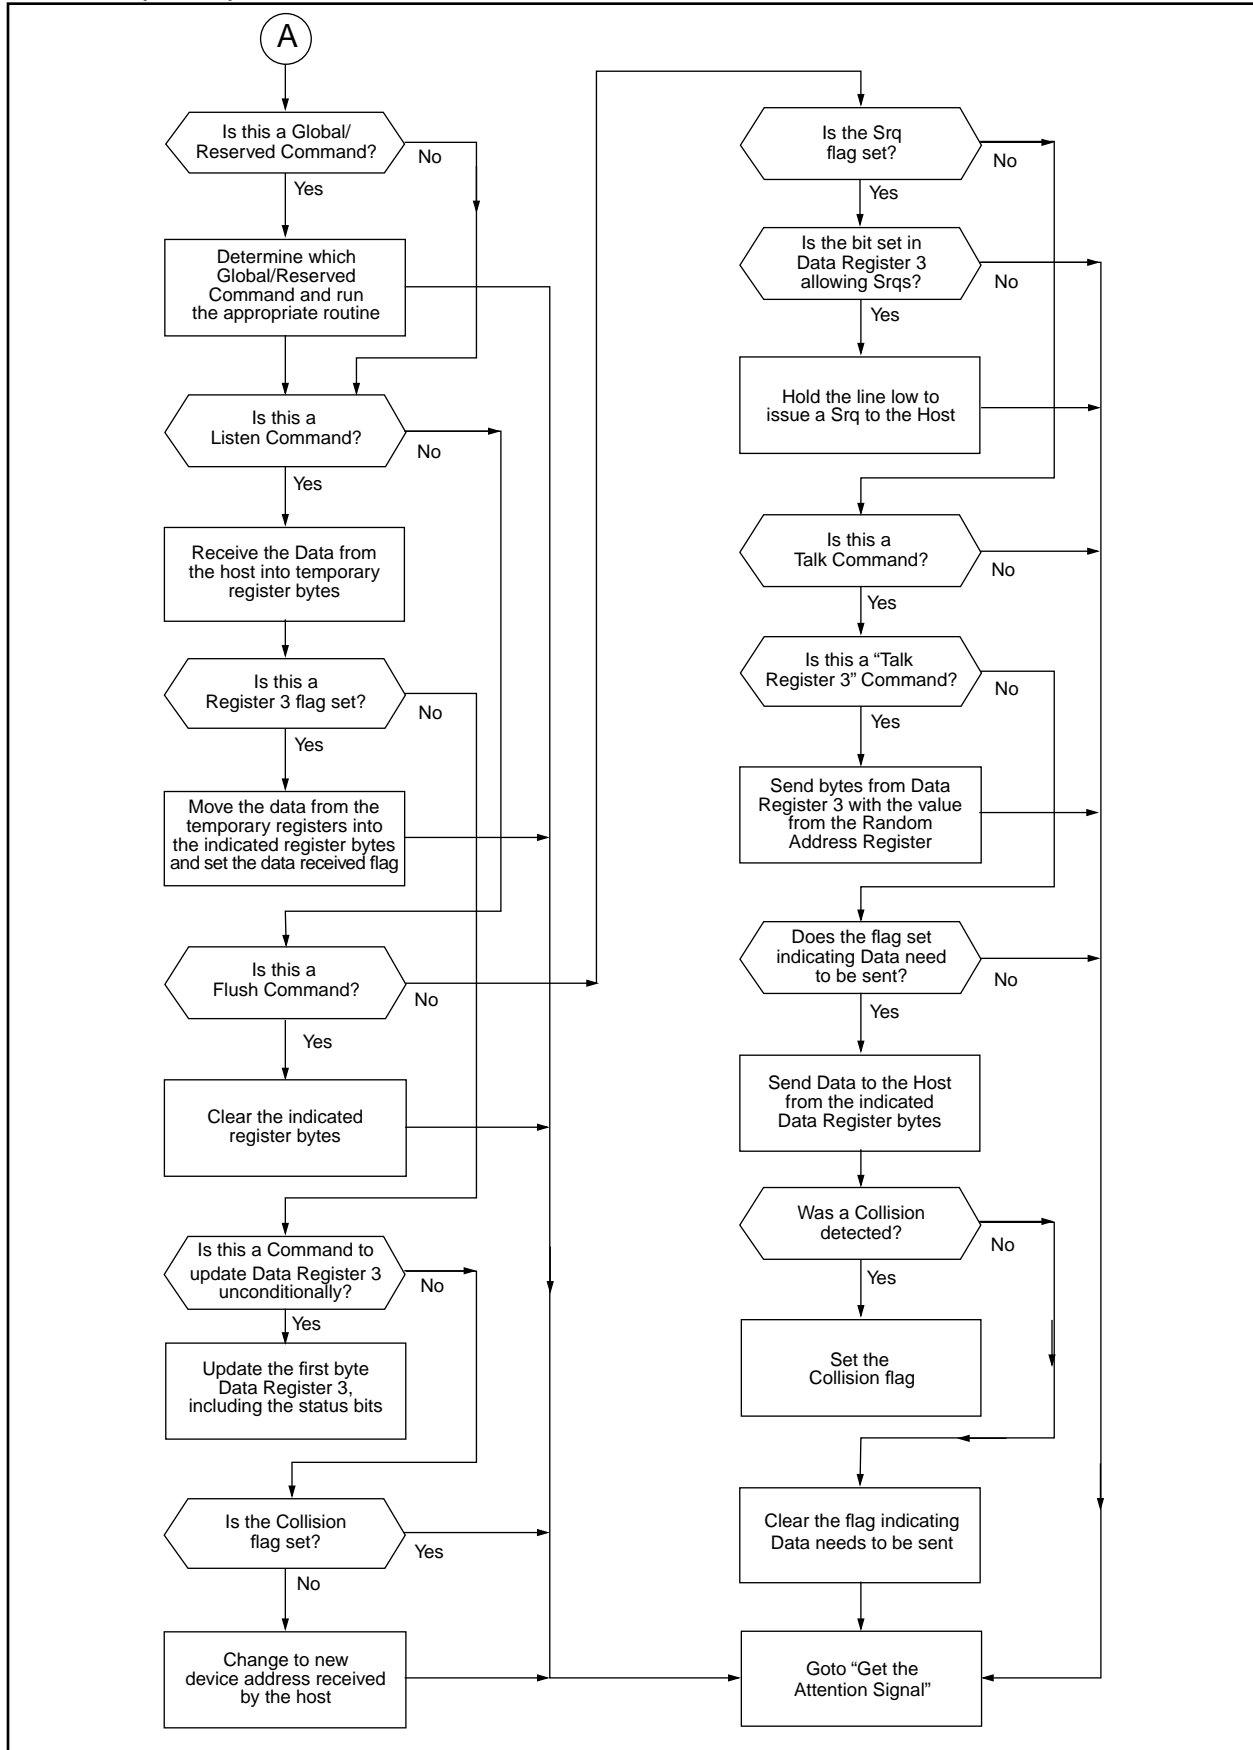 A
Is this a Global/
Reserved Command?
No
Yes
Determine which
Global/Reserved
Command and run
the appropriate routine
Is this a
Listen Command?
No
Yes
Receive the Data from
the host into temporary
register bytes
Is this a
Register 3 flag set?
No
Yes
Move the data from the
temporary registers into
the indicated register bytes
and set the data received flag
Is this a
Flush Command?
No
Yes
Clear the indicated
register bytes
Is this a Command to
update Data Register 3
unconditionally?
No
Yes
Update the first byte
Data Register 3,
including the status bits
Is the Collision
flag set?
Yes
No
Change to new
device address received
by the host
Is the Srq
flag set?
No
Yes
Is the bit set in
Data Register 3
allowing Srqs?
No
Yes
Hold the line low to
issue a Srq to the Host
Is this a
Talk Command?
No
Yes
Is this a “Talk
Register 3” Command?
No
Yes
Send bytes from Data
Register 3 with the value
from the Random
Address Register
Does the flag set
indicating Data need
to be sent?
No
Yes
Send Data to the Host
from the indicated
Data Register bytes
Was a Collision
detected?
No
Yes
Set the
Collision flag
Clear the flag indicating
Data needs to be sent
Goto “Get the
Attention Signal”